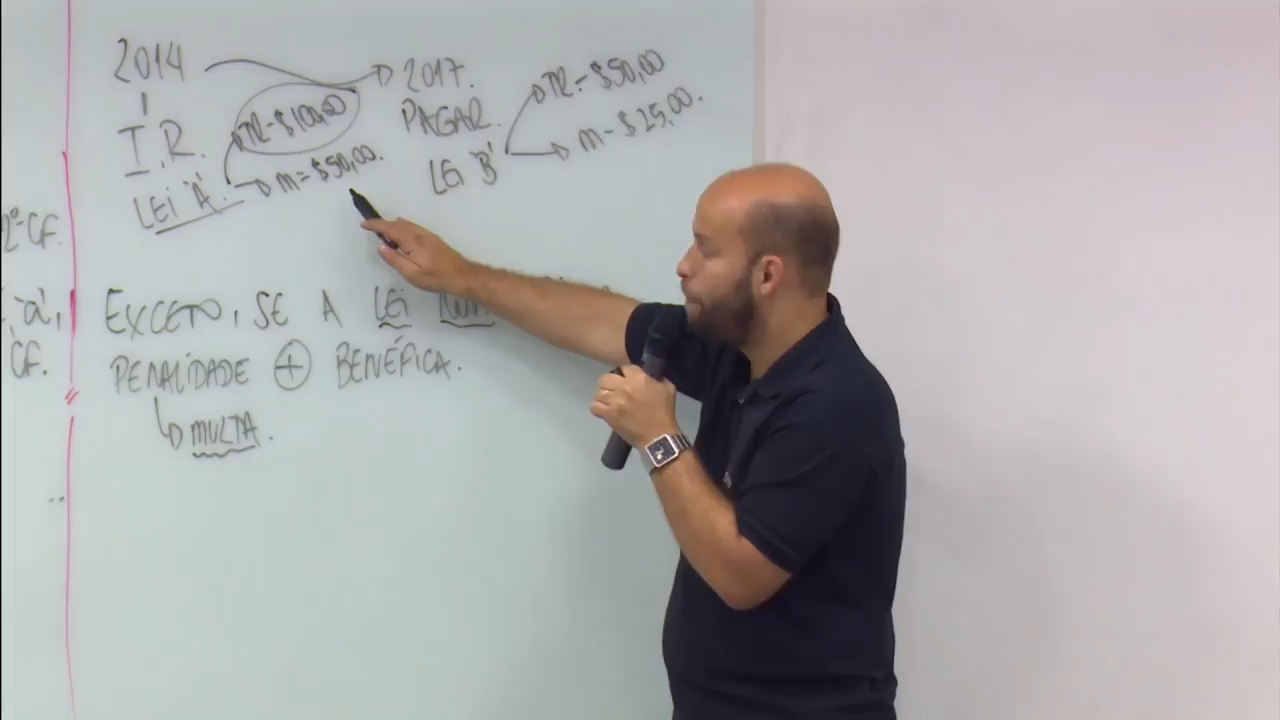 2014
I.R.
LEI 'A'.
TR - $100,00
M = $50,00.
2017.
PAGAR.
LEI 'B'
TR - $50,00
M - $25,00.
2º-CF.
CF.
EXCETO, SE A LEI
PENALIDADE + BENÉFICA.
MULTA.